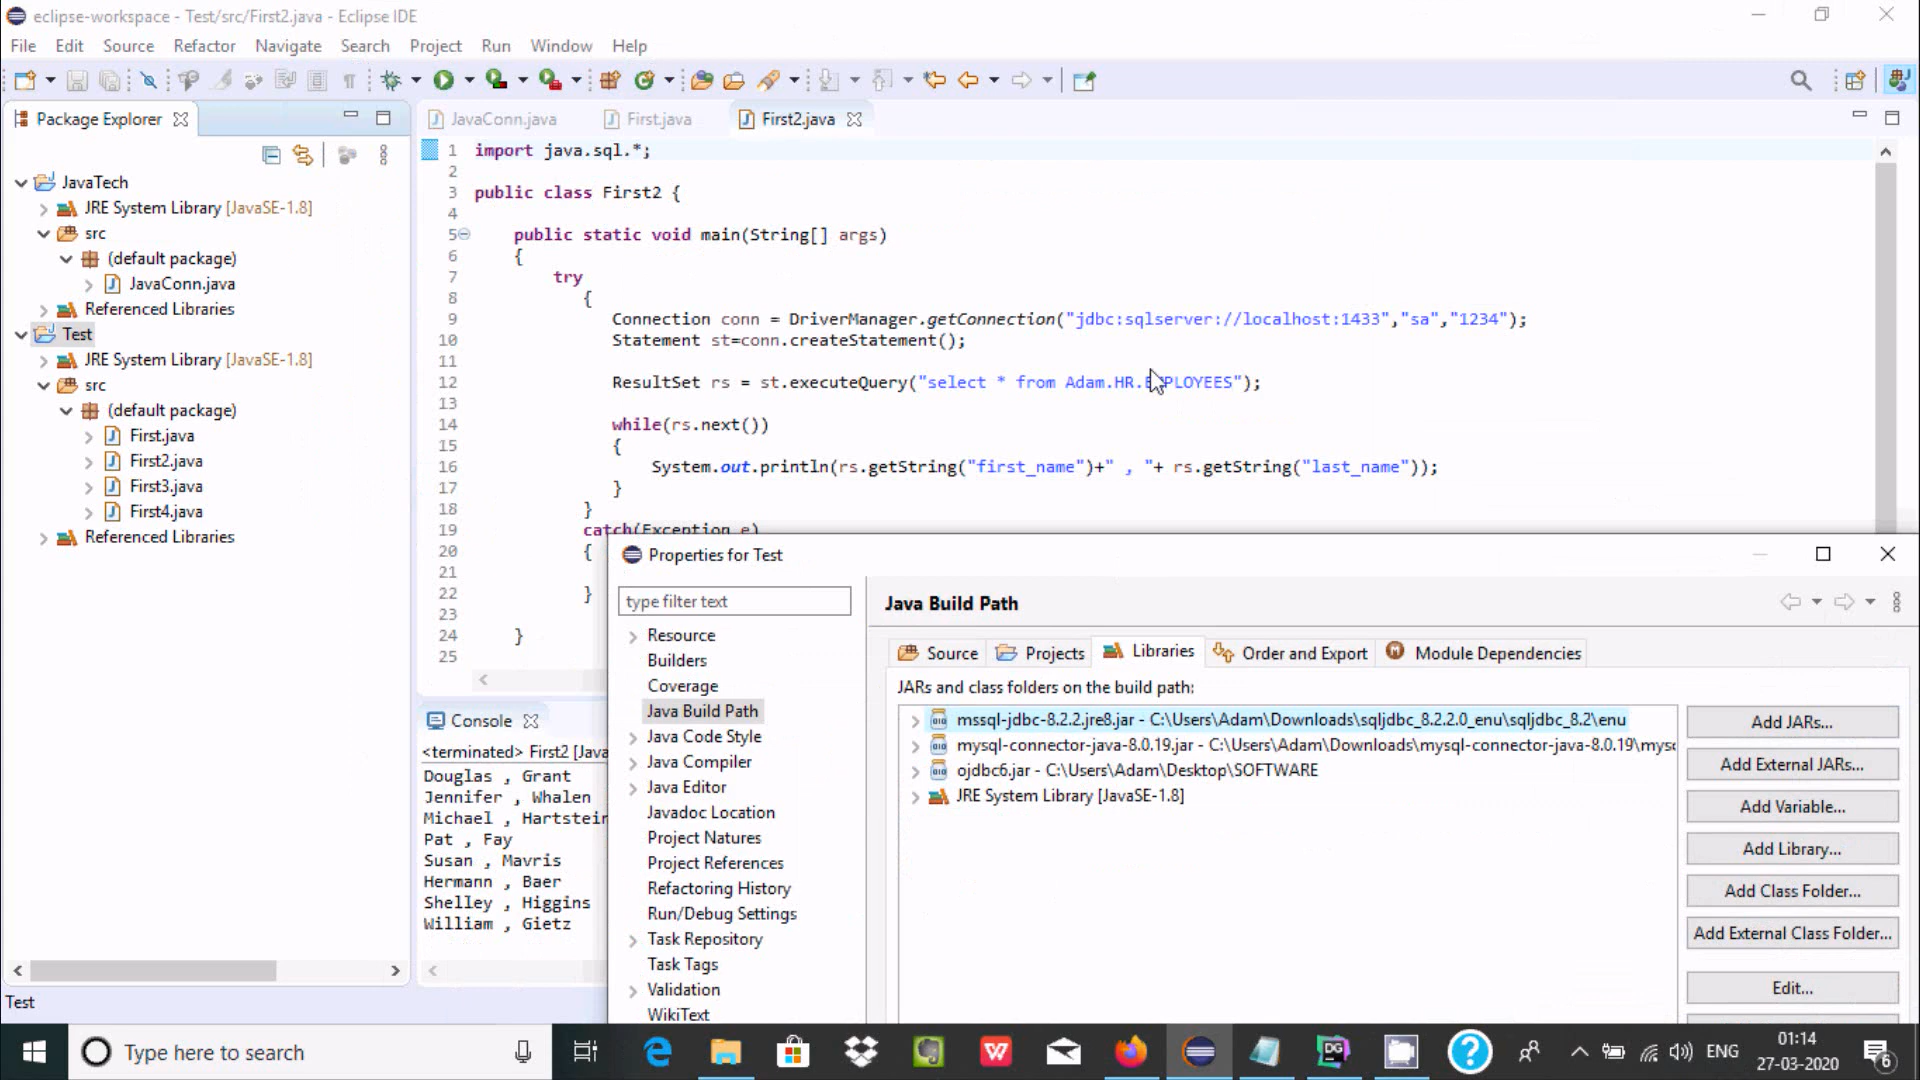 eclipse-workspace - Test/src/First2.java - Eclipse IDE
File Edit Source Refactor Navigate Search Project Run Window Help
Package Explorer
JavaTech
JRE System Library [JavaSE-1.8]
src
(default package)
JavaConn.java
Referenced Libraries
Test
JRE System Library [JavaSE-1.8]
src
(default package)
First.java
First2.java
First3.java
First4.java
Referenced Libraries
JavaConn.java First.java First2.java
1 import java.sql.*;
2
3 public class First2 {
4
5 public static void main(String[] args)
6 {
7 try
8 {
9 Connection conn = DriverManager.getConnection("jdbc:sqlserver://localhost:1433","sa","1234");
10 Statement st=conn.createStatement();
11
12 ResultSet rs = st.executeQuery("select * from Adam.HR.EMPLOYEES");
13
14 while(rs.next())
15 {
16 System.out.println(rs.getString("first_name")+" , "+ rs.getString("last_name"));
17 }
18 }
19 catch(Exception e)
20 {
21
22 }
23
24 }
25
Console
<terminated> First2 [Java
Douglas , Grant
Jennifer , Whalen
Michael , Hartstein
Pat , Fay
Susan , Mavris
Hermann , Baer
Shelley , Higgins
William , Gietz
Properties for Test
type filter text
Resource
Builders
Coverage
Java Build Path
Java Code Style
Java Compiler
Java Editor
Javadoc Location
Project Natures
Project References
Refactoring History
Run/Debug Settings
Task Repository
Task Tags
Validation
WikiText
Java Build Path
Source Projects Libraries Order and Export Module Dependencies
JARs and class folders on the build path:
mssql-jdbc-8.2.2.jre8.jar - C:\Users\Adam\Downloads\sqljdbc_8.2.2.0_enu\sqljdbc_8.2\enu
mysql-connector-java-8.0.19.jar - C:\Users\Adam\Downloads\mysql-connector-java-8.0.19\mysc
ojdbc6.jar - C:\Users\Adam\Desktop\SOFTWARE
JRE System Library [JavaSE-1.8]
Add JARs...
Add External JARs...
Add Variable...
Add Library...
Add Class Folder...
Add External Class Folder...
Edit...
Test
Type here to search
ENG
01:14
27-03-2020
6